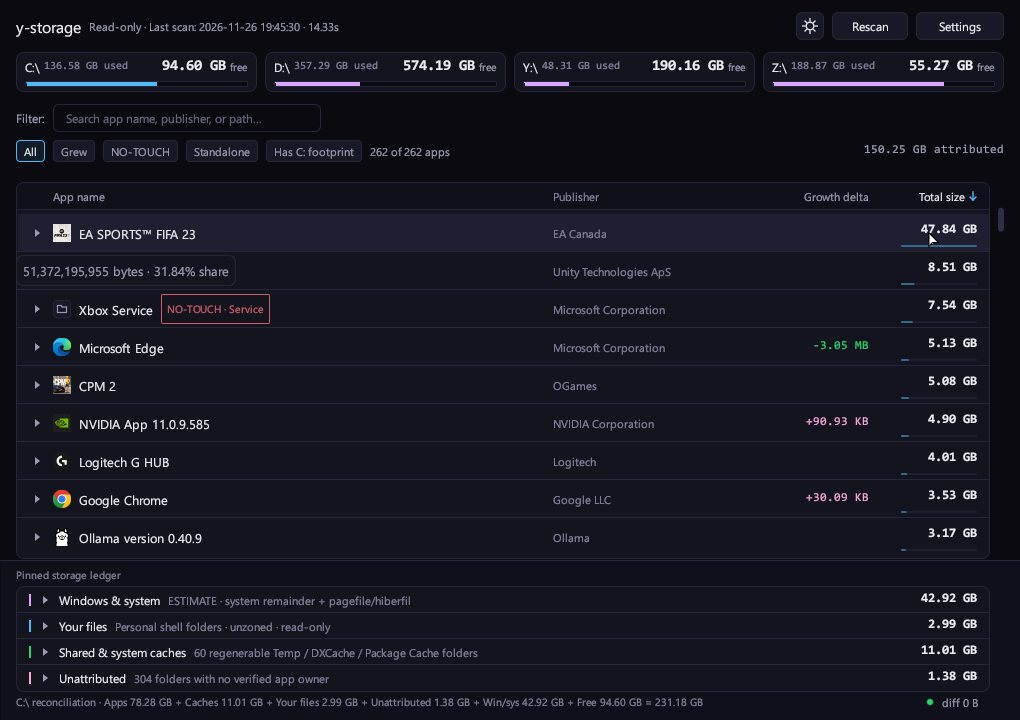 y-storage Read-only · Last scan: 2026-11-26 19:45:30 · 14.33s Rescan Settings
C:\ 136.58 GB used 94.60 GB free D:\ 357.29 GB used 574.19 GB free Y:\ 48.31 GB used 190.16 GB free Z:\ 188.87 GB used 55.27 GB free
Filter: Search app name, publisher, or path...
All Grew NO-TOUCH Standalone Has C: footprint 262 of 262 apps 150.25 GB attributed
App name Publisher Growth delta Total size ↓
EA SPORTS™ FIFA 23 EA Canada 47.84 GB
51,372,195,955 bytes · 31.84% share Unity Technologies ApS 8.51 GB
Xbox Service NO-TOUCH · Service Microsoft Corporation 7.54 GB
Microsoft Edge Microsoft Corporation -3.05 MB 5.13 GB
CPM 2 OGames 5.08 GB
NVIDIA App 11.0.9.585 NVIDIA Corporation +90.93 KB 4.90 GB
Logitech G HUB Logitech 4.01 GB
Google Chrome Google LLC +30.09 KB 3.53 GB
Ollama version 0.40.9 Ollama 3.17 GB
Pinned storage ledger
Windows & system ESTIMATE · system remainder + pagefile/hiberfil 42.92 GB
Your files Personal shell folders · unzoned · read-only 2.99 GB
Shared & system caches 60 regenerable Temp / DXCache / Package Cache folders 11.01 GB
Unattributed 304 folders with no verified app owner 1.38 GB
C:\ reconciliation · Apps 78.28 GB + Caches 11.01 GB + Your files 2.99 GB + Unattributed 1.38 GB + Win/sys 42.92 GB + Free 94.60 GB = 231.18 GB diff 0 B